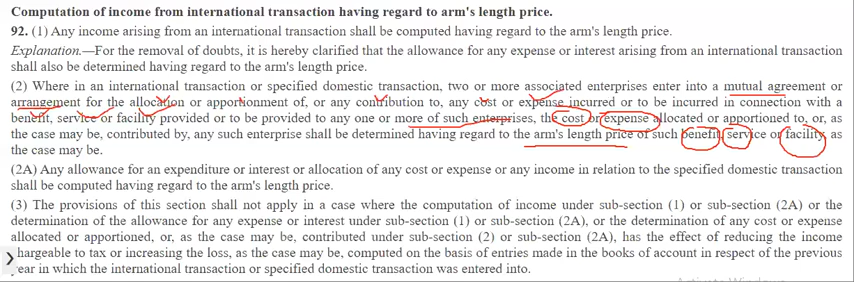 Computation of income from international transaction having regard to arm's length price.
92. (1) Any income arising from an international transaction shall be computed having regard to the arm's length price.
Explanation.—For the removal of doubts, it is hereby clarified that the allowance for any expense or interest arising from an international transaction
shall also be determined having regard to the arm's length price.
(2) Where in an international transaction or specified domestic transaction, two or more associated enterprises enter into a mutual agreement or
arrangement for the allocation or apportionment of, or any contribution to, any cost or expense incurred or to be incurred in connection with a
benefit, service or facility provided or to be provided to any one or more of such enterprises, the cost or expense allocated or apportioned to, or, as
the case may be, contributed by, any such enterprise shall be determined having regard to the arm's length price of such benefit, service or facility, as
the case may be.
(2A) Any allowance for an expenditure or interest or allocation of any cost or expense or any income in relation to the specified domestic transaction
shall be computed having regard to the arm's length price.
(3) The provisions of this section shall not apply in a case where the computation of income under sub-section (1) or sub-section (2A) or the
determination of the allowance for any expense or interest under sub-section (1) or sub-section (2A), or the determination of any cost or expense
allocated or apportioned, or, as the case may be, contributed under sub-section (2) or sub-section (2A), has the effect of reducing the income
hargeable to tax or increasing the loss, as the case may be, computed on the basis of entries made in the books of account in respect of the previous
ear in which the international transaction or specified domestic transaction was entered into.